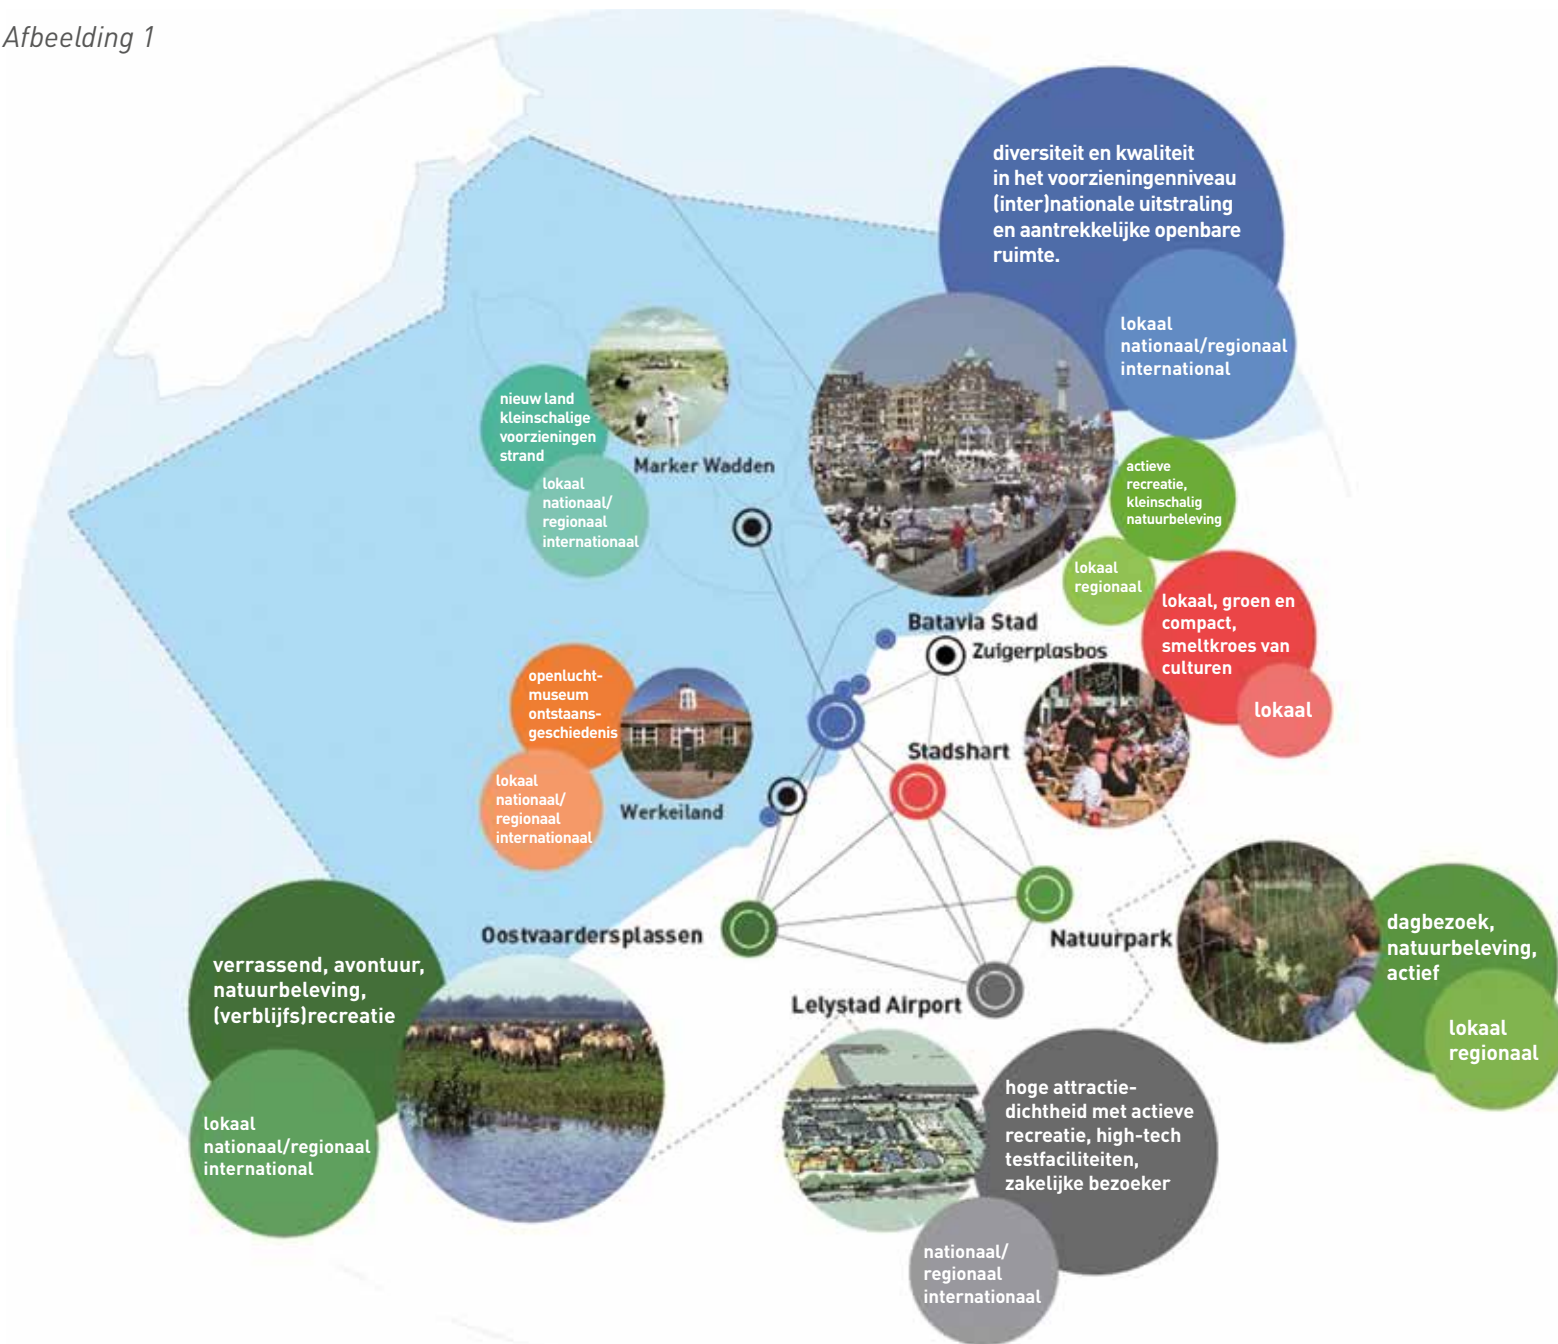 Afbeelding 1
diversiteit en kwaliteit
in het voorzieningenniveau
(inter)nationale uitstraling
en aantrekkelijke openbare
ruimte.
lokaal
nationaal/regionaal
international
nieuw land
kleinschalige
voorzieningen
strand
lokaal
nationaal/
regionaal
internationaal
Marker Wadden
actieve
recreatie,
kleinschalig
natuurbeleving
lokaal
regionaal
lokaal, groen en
compact,
smeltkroes van
culturen
lokaal
Batavia Stad
Zuigerplasbos
openlucht-
museum
ontstaans-
geschiedenis
lokaal
nationaal/
regionaal
internationaal
Werkeiland
Stadshart
Oostvaardersplassen
Natuurpark
Lelystad Airport
verrassend, avontuur,
natuurbeleving,
(verblijfs)recreatie
lokaal
nationaal/regionaal
international
dagbezoek,
natuurbeleving,
actief
lokaal
regionaal
hoge attractie-
dichtheid met actieve
recreatie, high-tech
testfaciliteiten,
zakelijke bezoeker
nationaal/
regionaal
internationaal